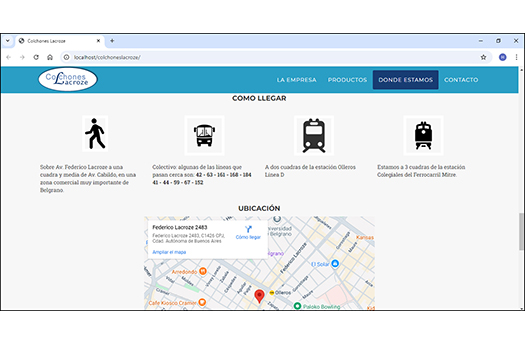 Colchones Lacroze
localhost/colchoneslacroze/
Colchones
Lacroze
LA EMPRESA
PRODUCTOS
DONDE ESTAMOS
CONTACTO
COMO LLEGAR
Sobre Av. Federico Lacroze a una
cuadra y media de Av. Cabildo, en una
zona comercial muy importante de
Belgrano.
Colectivo: algunas de las lineas que
pasan cerca son: 42 - 63 - 161 - 168 - 184
41 - 44 - 59 - 67 - 152
A dos cuadras de la estación Olleros
Línea D
Estamos a 3 cuadras de la estación
Colegiales del Ferrocarril Mitre.
UBICACIÓN
Federico Lacroze 2483
Federico Lacroze 2483, C1426 CPJ,
Cdad. Autónoma de Buenos Aires
Cómo llegar
Ampliar el mapa
Universidad
de Belgrano
Arredondo
El Solar
Olleros
Café Kiosco Cramer
Paloko Bowling
Federico Lacroze